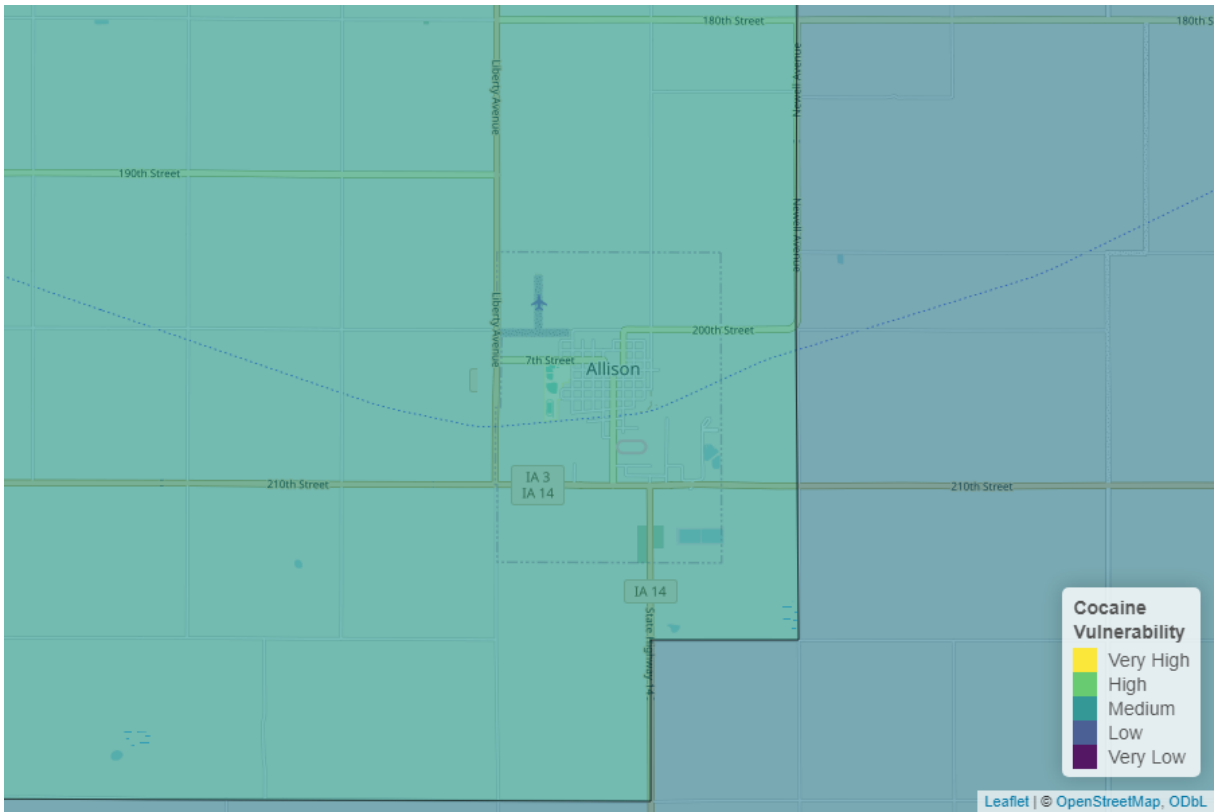 180th Street
180th S
Liberty Avenue
Newell Avenue
190th Street
Newell Avenue
Liberty Avenue
200th Street
7th Street
Allison
IA 3
IA 14
210th Street
210th Street
IA 14
State Highway 14
Cocaine
Vulnerability
Very High
High
Medium
Low
Very Low
Leaflet | © OpenStreetMap, ODbL